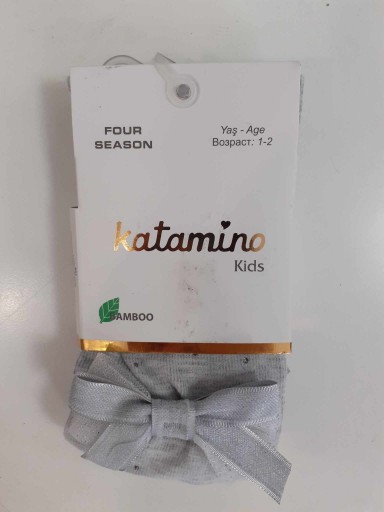 FOUR
SEASON
Yaş - Age
Возраст: 1-2
katamino
Kids
BAMBOO